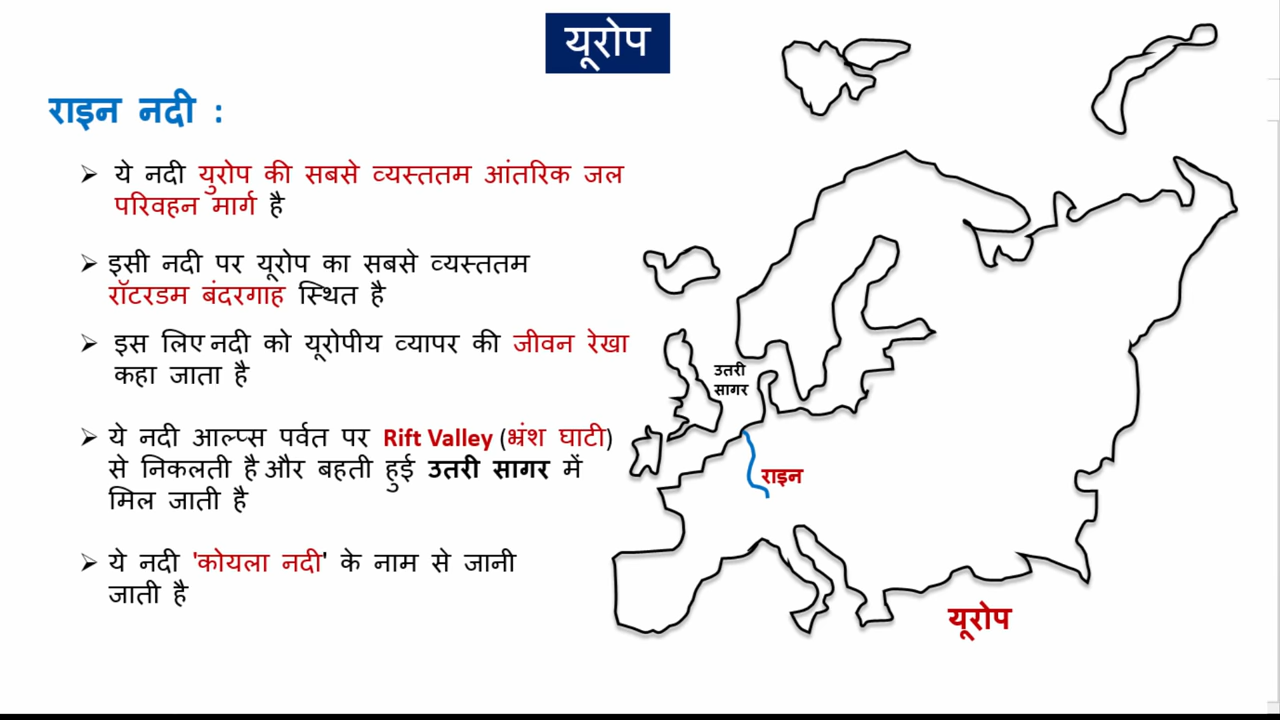 यूरोप
राइन नदी :
➢ ये नदी युरोप की सबसे व्यस्ततम आंतरिक जल
परिवहन मार्ग है
➢ इसी नदी पर यूरोप का सबसे व्यस्ततम
रॉटरडम बंदरगाह स्थित है
➢ इस लिए नदी को यूरोपीय व्यापर की जीवन रेखा
कहा जाता है
➢ ये नदी आल्प्स पर्वत पर Rift Valley (भ्रंश घाटी)
से निकलती है और बहती हुई उतरी सागर में
मिल जाती है
➢ ये नदी 'कोयला नदी' के नाम से जानी
जाती है
उतरी
सागर
राइन
यूरोप